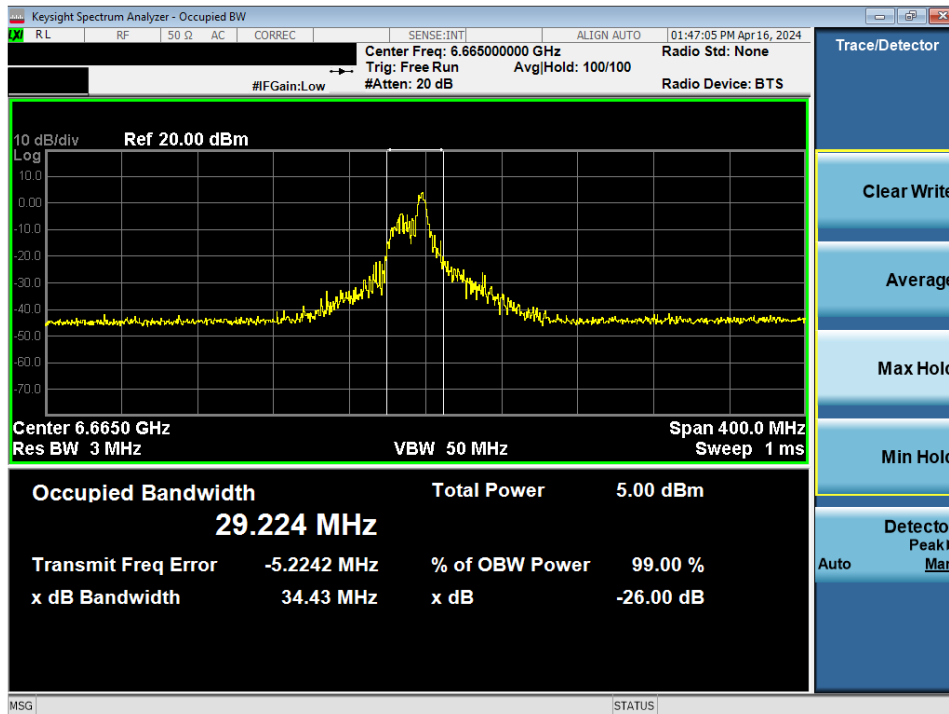 Keysight Spectrum Analyzer - Occupied BW
LXI RL RF 50 Ω AC CORREC SENSE:INT ALIGN AUTO 01:47:05 PM Apr 16, 2024
Center Freq: 6.665000000 GHz Radio Std: None
Trig: Free Run Avg|Hold: 100/100
#IFGain:Low #Atten: 20 dB Radio Device: BTS
Trace/Detector
10 dB/div Ref 20.00 dBm
Log
10.0
0.00
-10.0
-20.0
-30.0
-40.0
-50.0
-60.0
-70.0
Center 6.6650 GHz Span 400.0 MHz
Res BW 3 MHz VBW 50 MHz Sweep 1 ms
Occupied Bandwidth Total Power 5.00 dBm
29.224 MHz
Transmit Freq Error -5.2242 MHz % of OBW Power 99.00 %
x dB Bandwidth 34.43 MHz x dB -26.00 dB
Clear Write
Average
Max Hold
Min Hold
Detecto
Peak
Auto Man
MSG STATUS